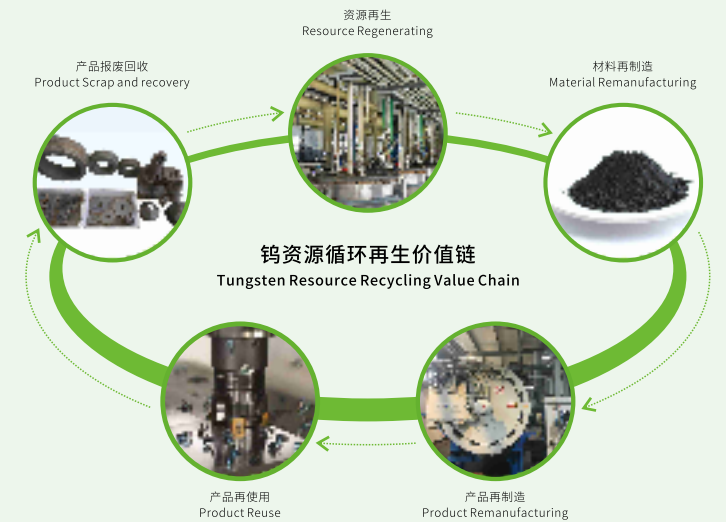 资源再生
Resource Regenerating
产品报废回收
Product Scrap and recovery
材料再制造
Material Remanufacturing
钨资源循环再生价值链
Tungsten Resource Recycling Value Chain
产品再使用
Product Reuse
产品再制造
Product Remanufacturing